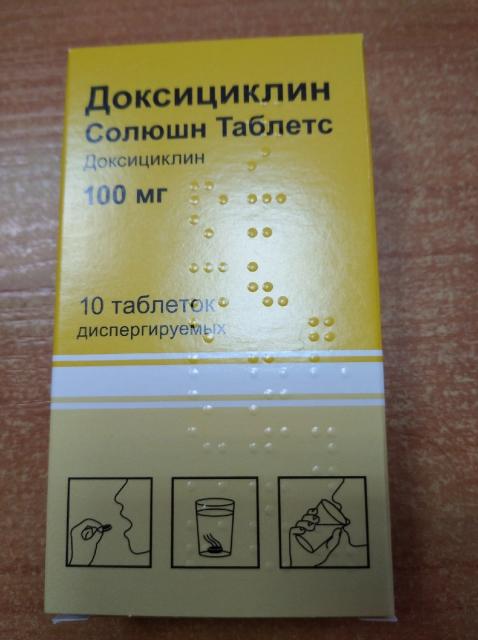 Доксициклин
Солюшн Таблетс
Доксициклин
100 мг
10 таблеток
диспергируемых